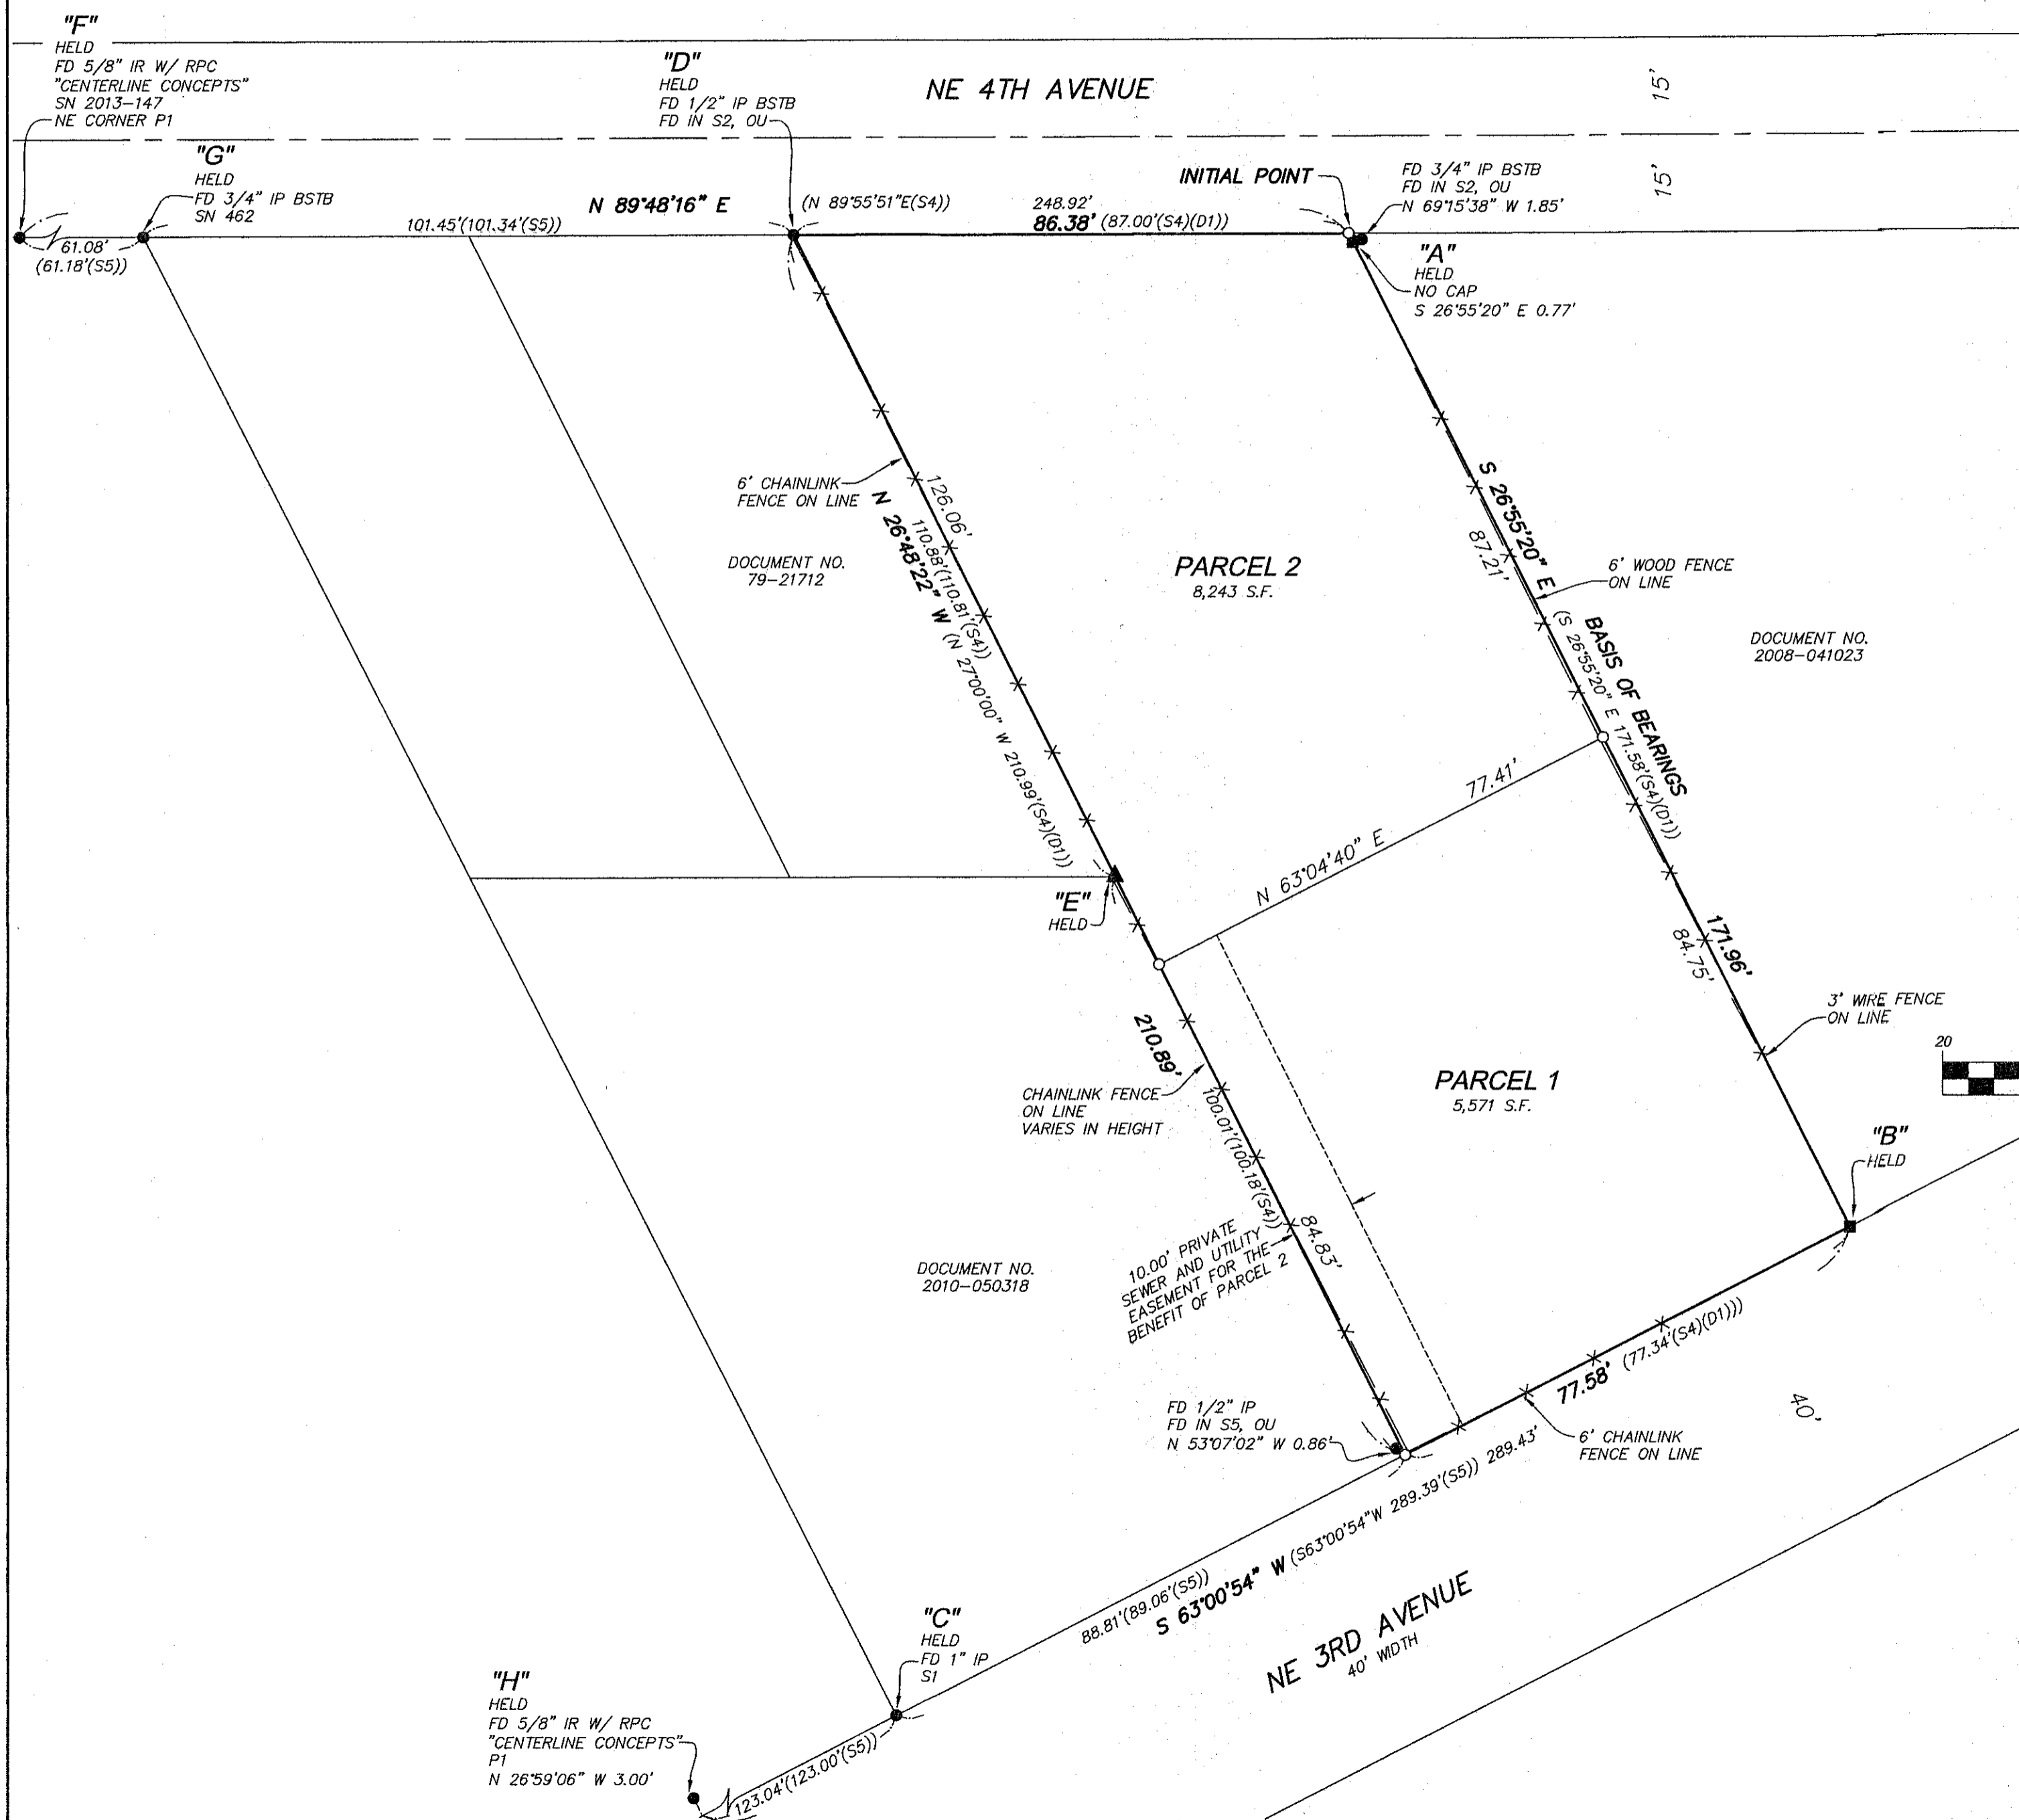 "F"
HELD
FD 5/8" IR W/ RPC
"CENTERLINE CONCEPTS"
SN 2013-147
NE CORNER P1
"D"
HELD
FD 1/2" IP BSTB
FD IN S2, OU
NE 4TH AVENUE
15'
15'
"G"
HELD
FD 3/4" IP BSTB
SN 462
INITIAL POINT
FD 3/4" IP BSTB
FD IN S2, OU
N 69°15'38" W 1.85'
61.08'
(61.18'(S5))
101.45'(101.34'(S5))
N 89°48'16" E
(N 89°55'51"E(S4))
248.92'
86.38' (87.00'(S4)(D1))
"A"
HELD
NO CAP
S 26°55'20" E 0.77'
6' CHAINLINK
FENCE ON LINE
126.06'
110.88'(110.81'(S4))
N 26°48'22" W (N 27°00'00" W 210.99'(S4)(D1))
DOCUMENT NO.
79-21712
PARCEL 2
8,243 S.F.
S 26°55'20" E
87.21'
(S 26°55'20" E 171.58'(S4)(D1))
BASIS OF BEARINGS
6' WOOD FENCE
ON LINE
DOCUMENT NO.
2008-041023
N 63°04'40" E
77.41'
"E"
HELD
171.96'
84.75'
3' WIRE FENCE
ON LINE
20
210.89'
CHAINLINK FENCE
ON LINE
VARIES IN HEIGHT
100.01'(100.18'(S4))
84.83'
PARCEL 1
5,571 S.F.
"B"
HELD
10.00' PRIVATE
SEWER AND UTILITY
EASEMENT FOR THE
BENEFIT OF PARCEL 2
DOCUMENT NO.
2010-050318
FD 1/2" IP
FD IN S5, OU
N 53°07'02" W 0.86'
77.58' (77.34'(S4)(D1)))
6' CHAINLINK
FENCE ON LINE
40'
88.81'(89.06'(S5))
S 63°00'54" W (S63°00'54"W 289.39'(S5)) 289.43'
NE 3RD AVENUE
40' WIDTH
"C"
HELD
FD 1" IP
S1
"H"
HELD
FD 5/8" IR W/ RPC
"CENTERLINE CONCEPTS"
P1
N 26°59'06" W 3.00'
123.04'(123.00'(S5))